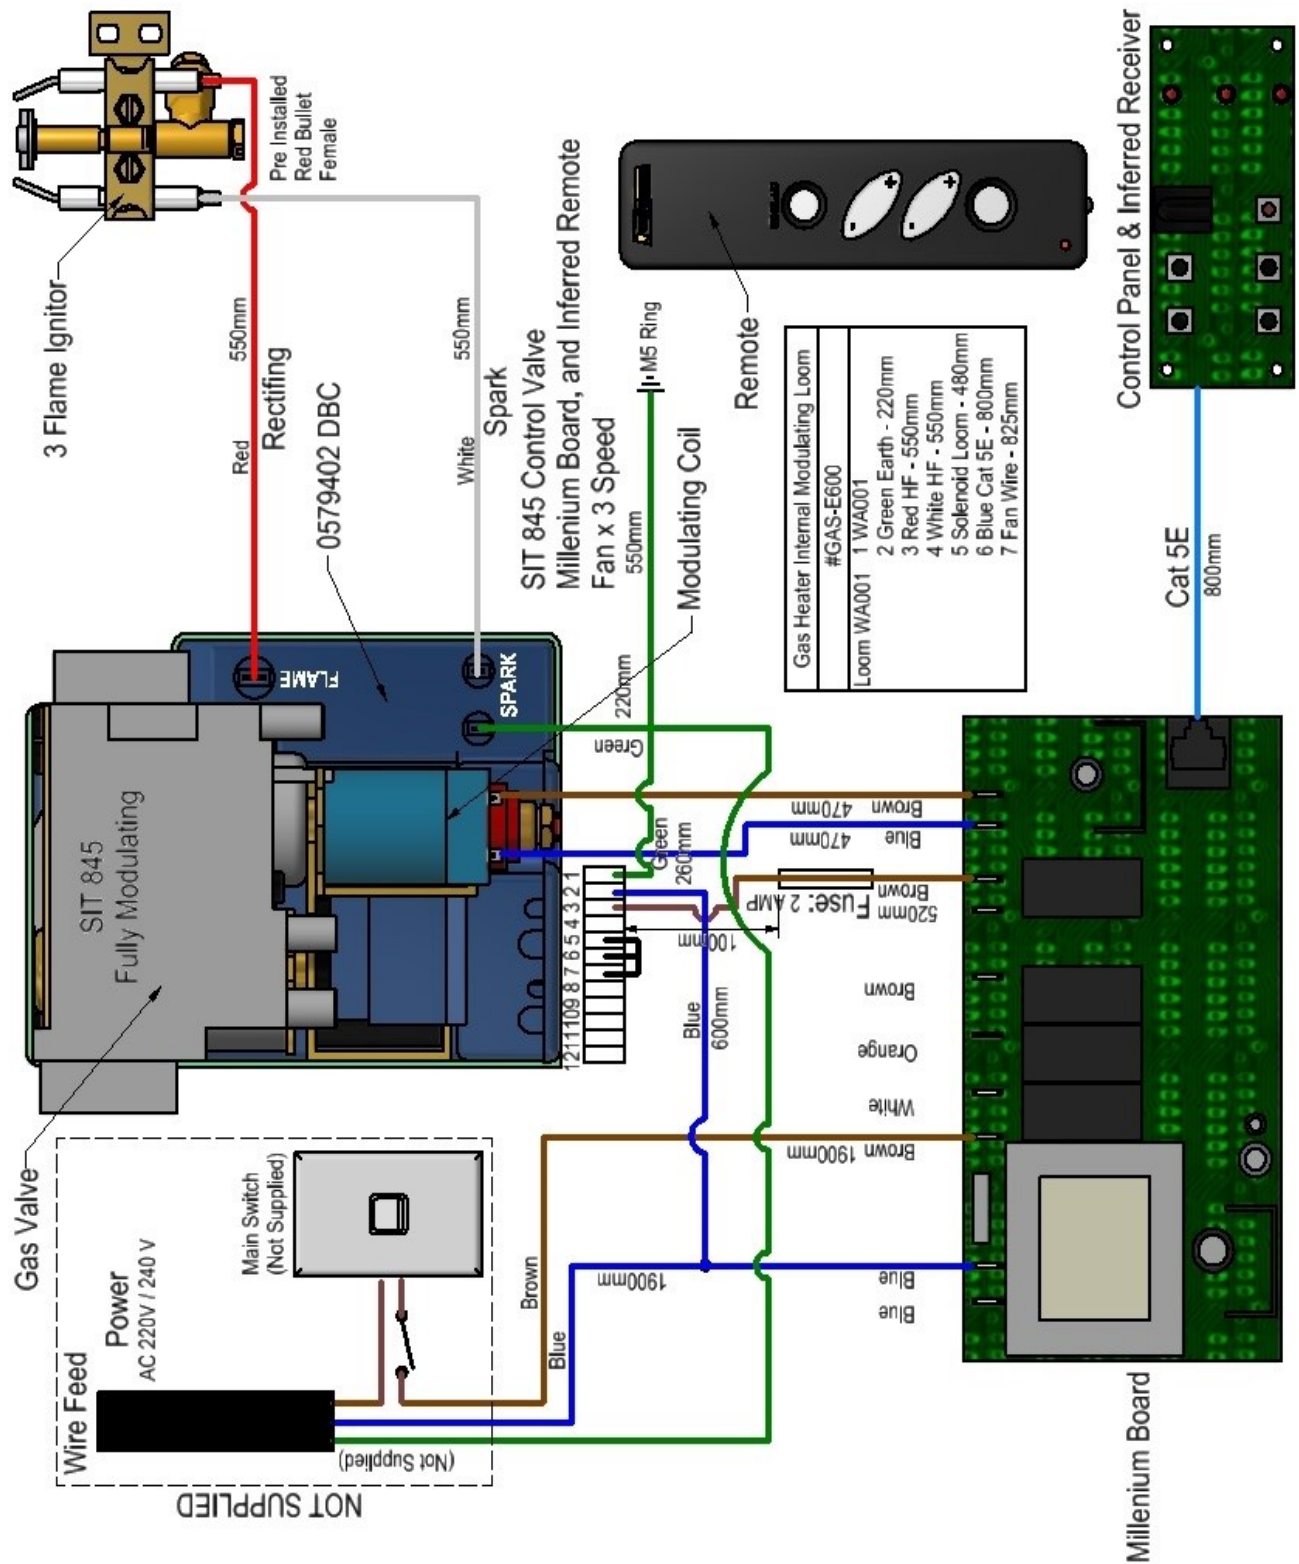 3 Flame Ignitor
Pre Installed
Red Bullet
Female
Red
550mm
Rectifing
White
550mm
Spark
0579402 DBC
SIT 845 Control Valve
Millenium Board, and Inferred Remote
Fan x 3 Speed
Modulating Coil
FLAME
SPARK
SIT 845
Fully Modulating
Gas Valve
550mm
M5 Ring
220mm
Green
Green
260mm
12 11 10 9 8 7 6 5 4 3 2 1
100mm
Fuse: 2 AMP
Blue
600mm
Remote
Gas Heater Internal Modulating Loom
#GAS-E600
Loom WA001 1 WA001
2 Green Earth - 220mm
3 Red HF - 550mm
4 White HF - 550mm
5 Solenoid Loom - 480mm
6 Blue Cat 5E - 800mm
7 Fan Wire - 825mm
Control Panel & Inferred Receiver
Cat 5E
800mm
Brown 470mm
Blue 470mm
Brown
520mm
Brown
Orange
White
Brown 1900mm
1900mm
Blue
Blue
Millenium Board
Wire Feed
Power
AC 220V / 240 V
Main Switch
(Not Supplied)
(Not Supplied)
NOT SUPPLIED
Brown
Blue